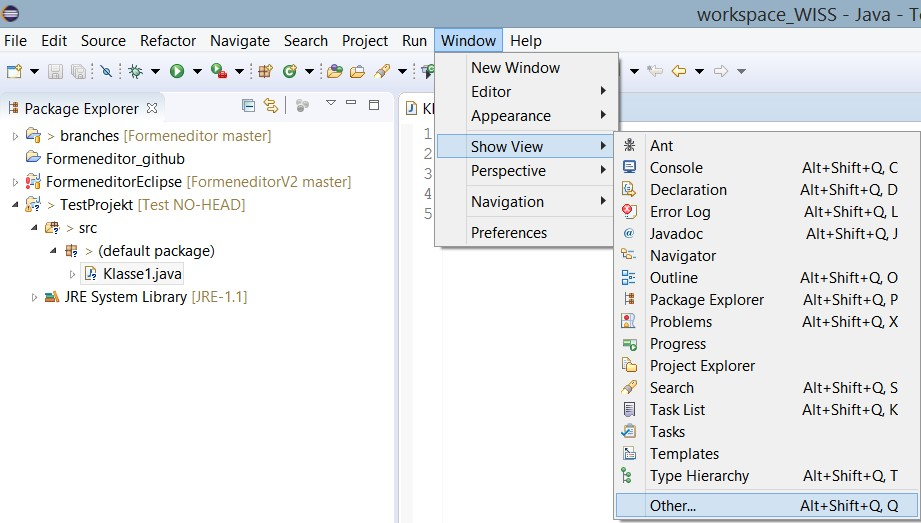 workspace_WISS - Java - Te
File Edit Source Refactor Navigate Search Project Run Window Help
Package Explorer
> branches [Formeneditor master]
Formeneditor_github
> FormeneditorEclipse [FormeneditorV2 master]
> TestProjekt [Test NO-HEAD]
> src
> (default package)
Klasse1.java
JRE System Library [JRE-1.1]
Kl
1
2
3
4
5
New Window
Editor
Appearance
Show View
Perspective
Navigation
Preferences
Ant
Console Alt+Shift+Q, C
Declaration Alt+Shift+Q, D
Error Log Alt+Shift+Q, L
Javadoc Alt+Shift+Q, J
Navigator
Outline Alt+Shift+Q, O
Package Explorer Alt+Shift+Q, P
Problems Alt+Shift+Q, X
Progress
Project Explorer
Search Alt+Shift+Q, S
Task List Alt+Shift+Q, K
Tasks
Templates
Type Hierarchy Alt+Shift+Q, T
Other... Alt+Shift+Q, Q